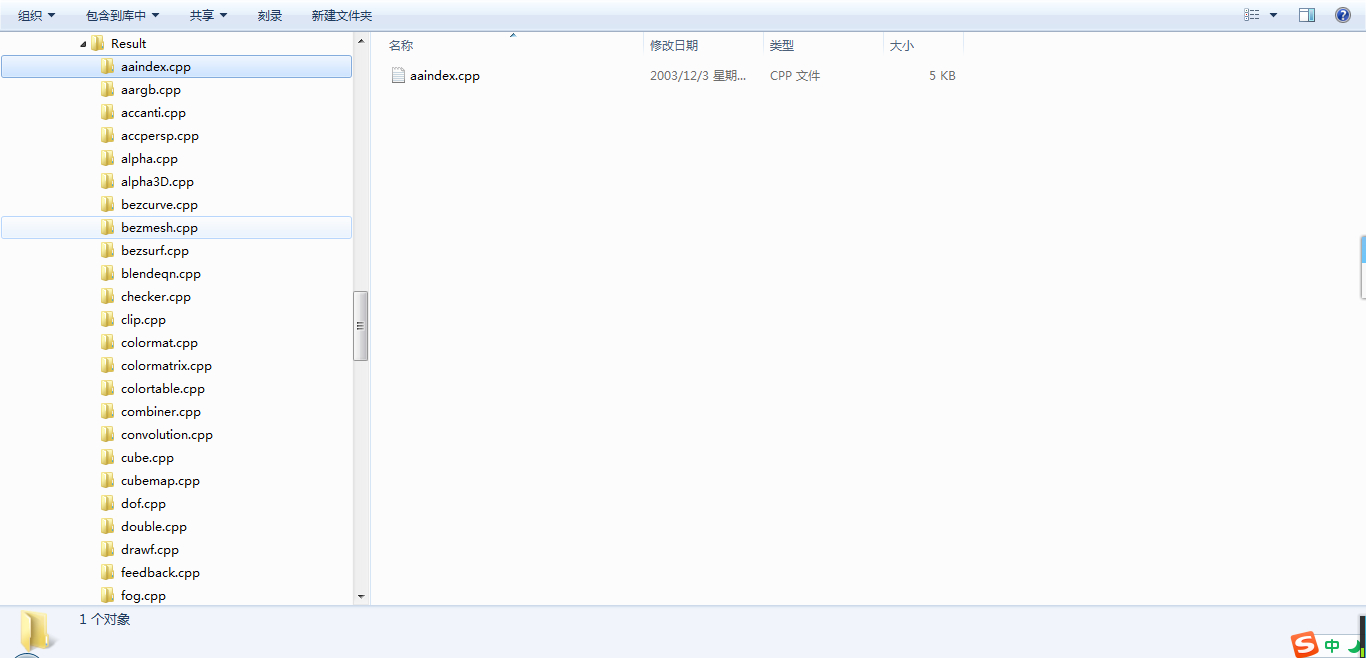 组织 包含到库中 共享 刻录 新建文件夹
Result
aaindex.cpp
aargb.cpp
accanti.cpp
accpersp.cpp
alpha.cpp
alpha3D.cpp
bezcurve.cpp
bezmesh.cpp
bezsurf.cpp
blendeqn.cpp
checker.cpp
clip.cpp
colormat.cpp
colormatrix.cpp
colortable.cpp
combiner.cpp
convolution.cpp
cube.cpp
cubemap.cpp
dof.cpp
double.cpp
drawf.cpp
feedback.cpp
fog.cpp
名称 修改日期 类型 大小
aaindex.cpp 2003/12/3 星期... CPP 文件 5 KB
1 个对象
S 中